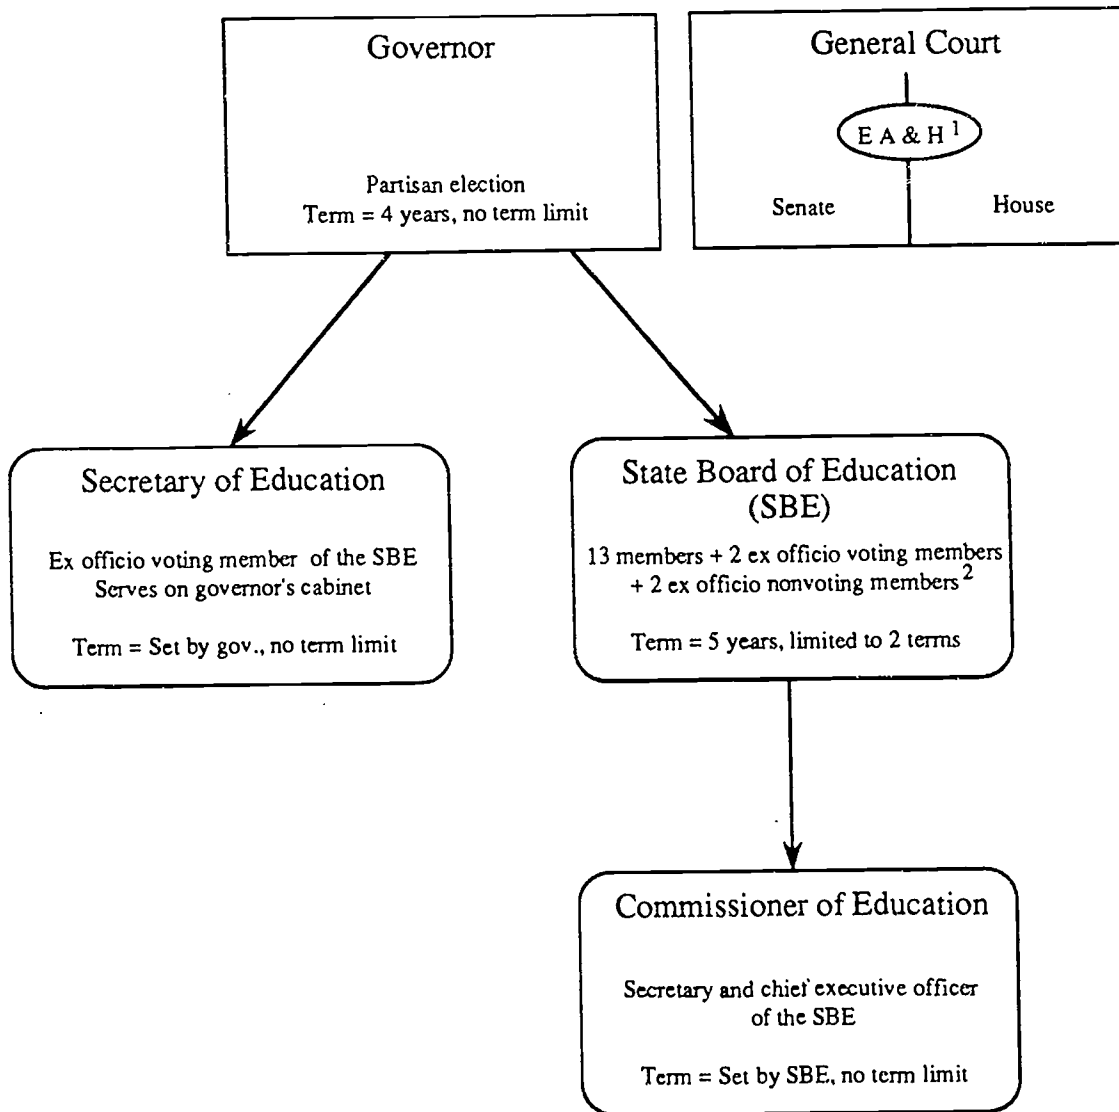 Governor
Partisan election
Term = 4 years, no term limit
General Court
E A & H 1
Senate
House
Secretary of Education
Ex officio voting member of the SBE
Serves on governor's cabinet
Term = Set by gov., no term limit
State Board of Education
(SBE)
13 members + 2 ex officio voting members
+ 2 ex officio nonvoting members 2
Term = 5 years, limited to 2 terms
Commissioner of Education
Secretary and chief executive officer
of the SBE
Term = Set by SBE, no term limit